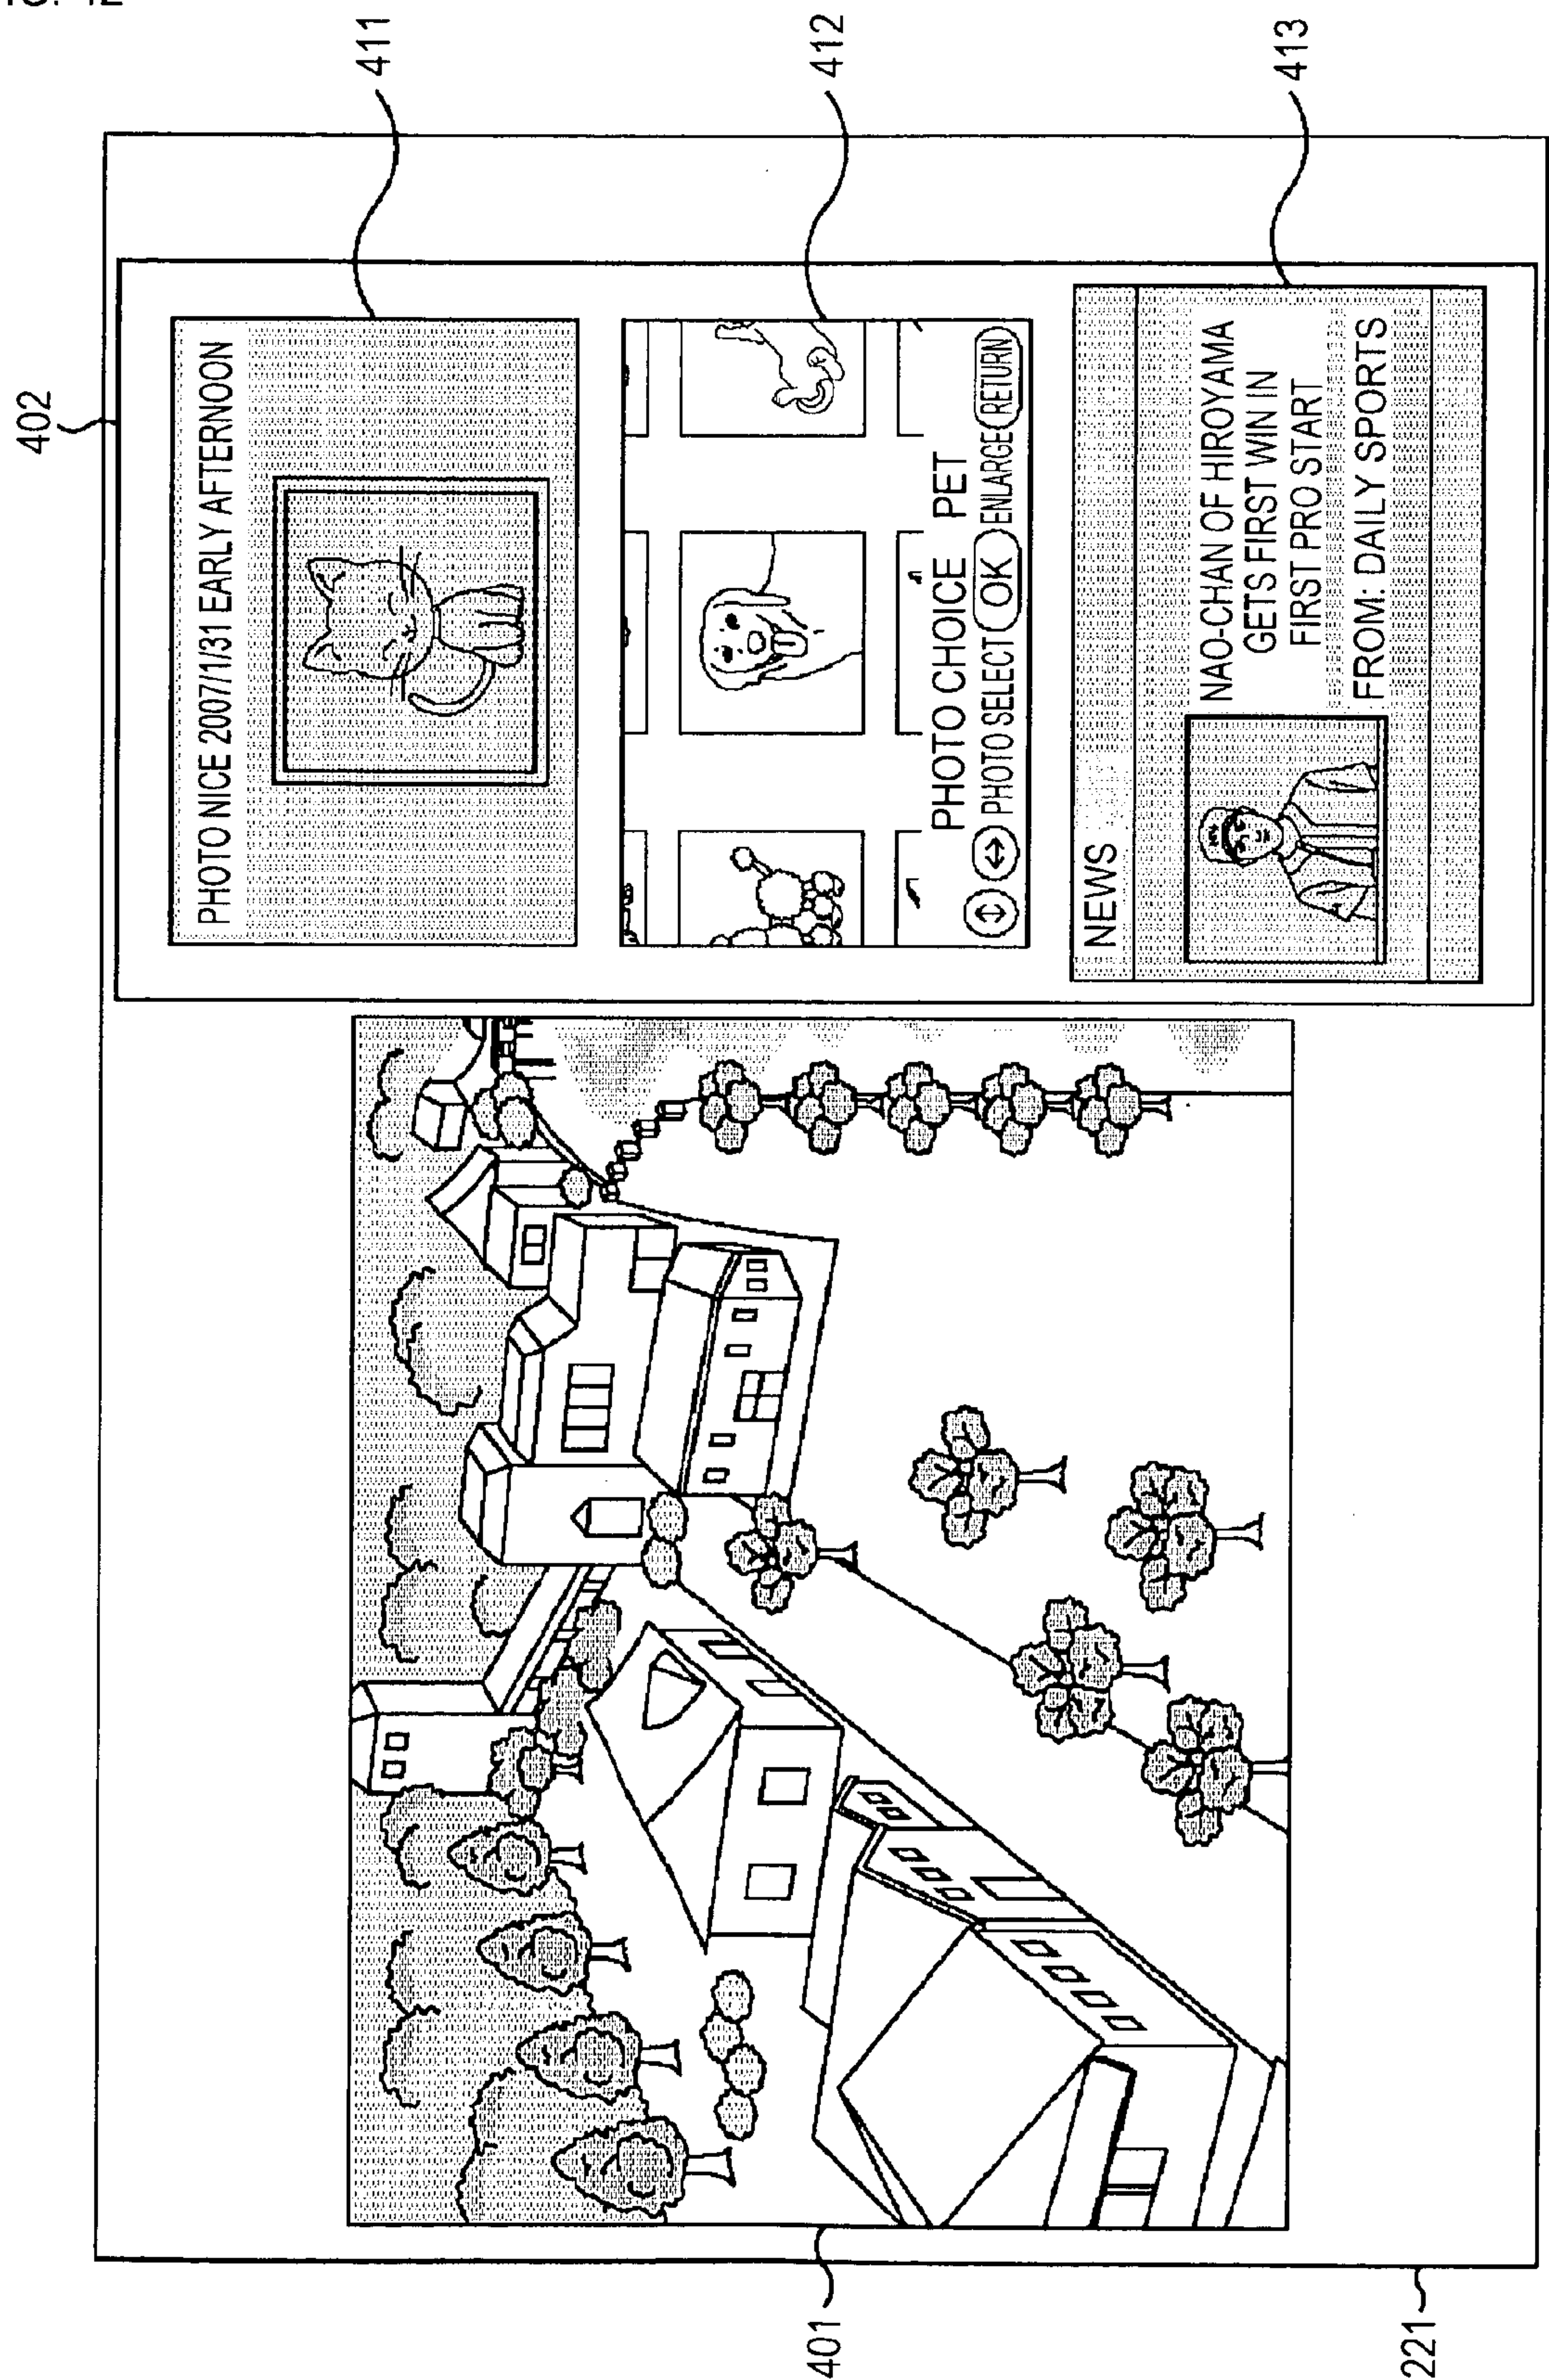 402
411
PHOTO NICE 2007/1/31 EARLY AFTERNOON
412
PHOTO CHOICE PET
PHOTO SELECT OK ENLARGE RETURN
413
NEWS
NAO-CHAN OF HIROYAMA
GETS FIRST WIN IN
FIRST PRO START
FROM: DAILY SPORTS
401
221